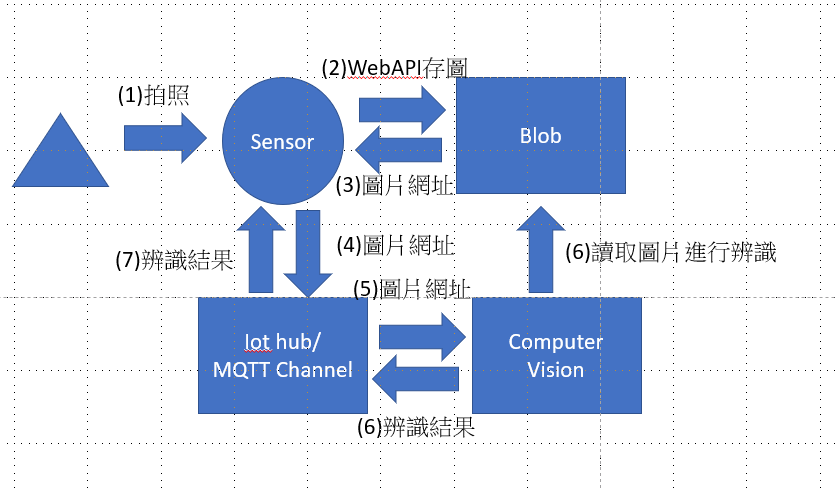 (2)WebAPI存圖
(1)拍照
Sensor
Blob
(3)圖片網址
(4)圖片網址
(6)讀取圖片進行辨識
(7)辨識結果
(5)圖片網址
Iot hub/
MQTT Channel
Computer
Vision
(6)辨識結果